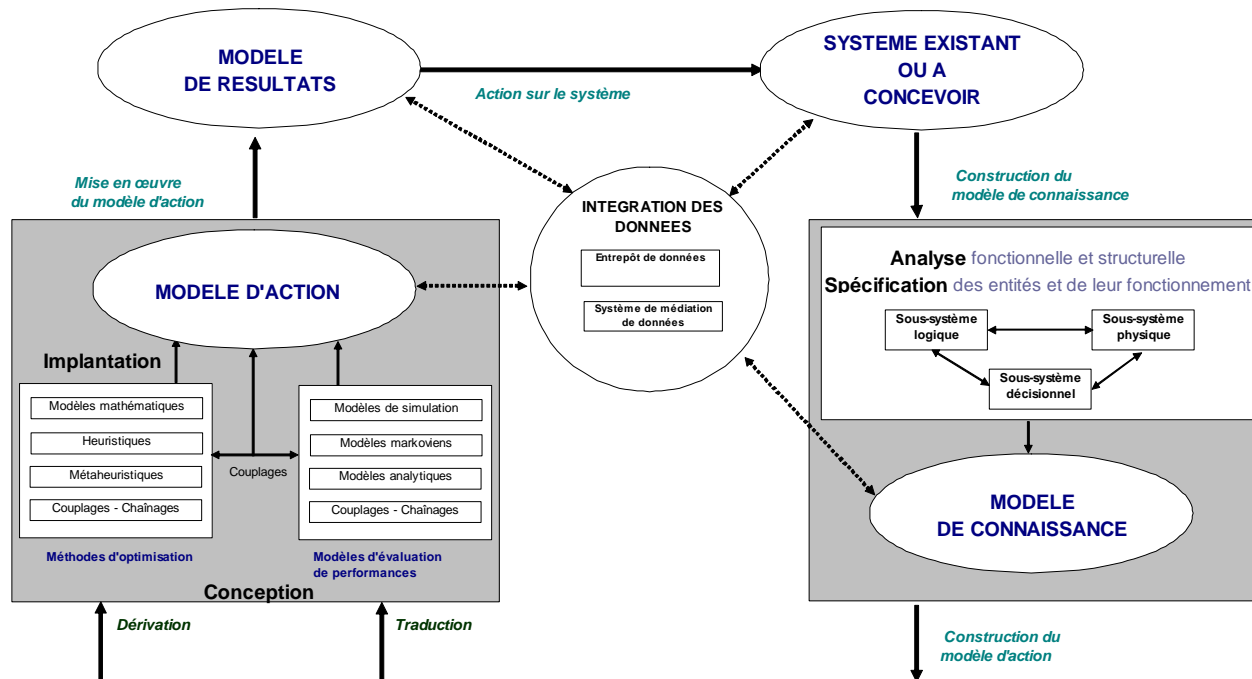 MODELE
DE RESULTATS
SYSTEME EXISTANT
OU A
CONCEVOIR
Action sur le système
Mise en œuvre
du modèle d'action
Construction du
modèle de connaissance
INTEGRATION DES
DONNEES
Entrepôt de données
Système de médiation
de données
MODELE D'ACTION
Implantation
Modèles mathématiques
Heuristiques
Métaheuristiques
Couplages - Chaînages
Couplages
Modèles de simulation
Modèles markoviens
Modèles analytiques
Couplages - Chaînages
Méthodes d'optimisation
Modèles d'évaluation
de performances
Conception
Dérivation
Traduction
Analyse fonctionnelle et structurelle
Spécification des entités et de leur fonctionnement
Sous-système
logique
Sous-système
physique
Sous-système
décisionnel
MODELE
DE CONNAISSANCE
Construction du
modèle d'action